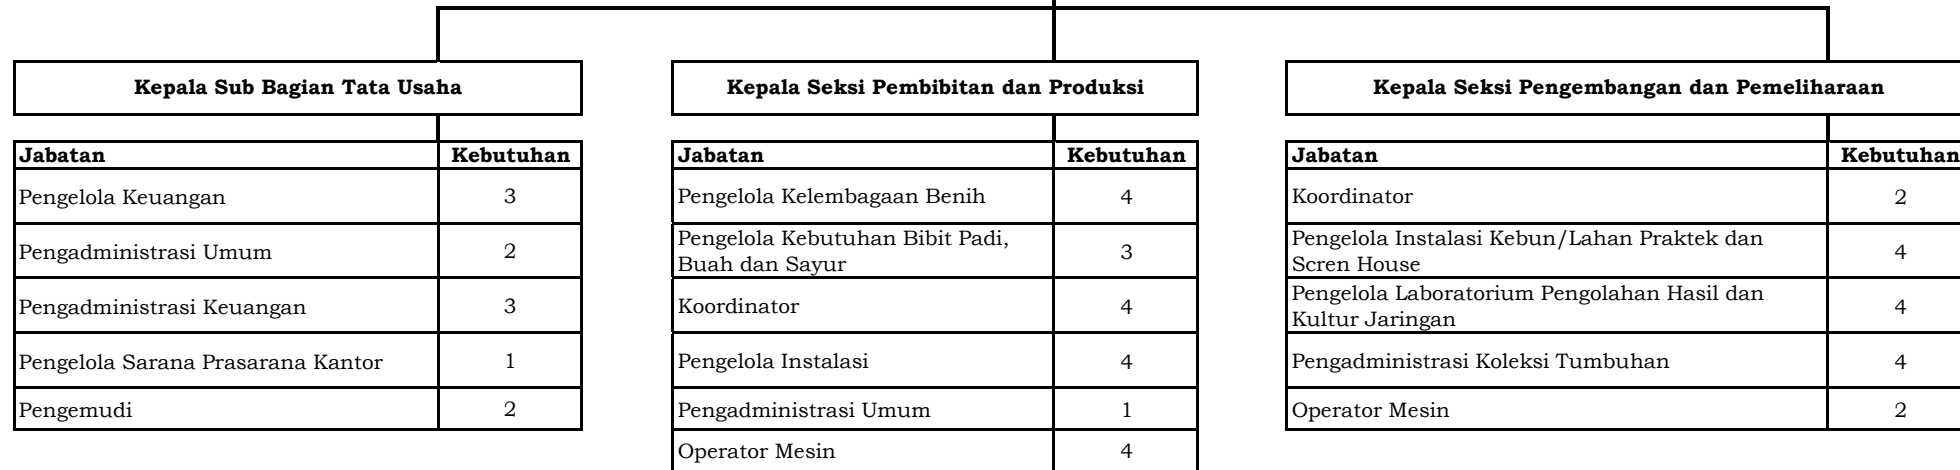 Kepala Sub Bagian Tata Usaha
Jabatan Kebutuhan
Pengelola Keuangan 3
Pengadministrasi Umum 2
Pengadministrasi Keuangan 3
Pengelola Sarana Prasarana Kantor 1
Pengemudi 2
Kepala Seksi Pembibitan dan Produksi
Jabatan Kebutuhan
Pengelola Kelembagaan Benih 4
Pengelola Kebutuhan Bibit Padi,
Buah dan Sayur 3
Koordinator 4
Pengelola Instalasi 4
Pengadministrasi Umum 1
Operator Mesin 4
Kepala Seksi Pengembangan dan Pemeliharaan
Jabatan Kebutuhan
Koordinator 2
Pengelola Instalasi Kebun/Lahan Praktek dan
Scren House 4
Pengelola Laboratorium Pengolahan Hasil dan
Kultur Jaringan 4
Pengadministrasi Koleksi Tumbuhan 4
Operator Mesin 2